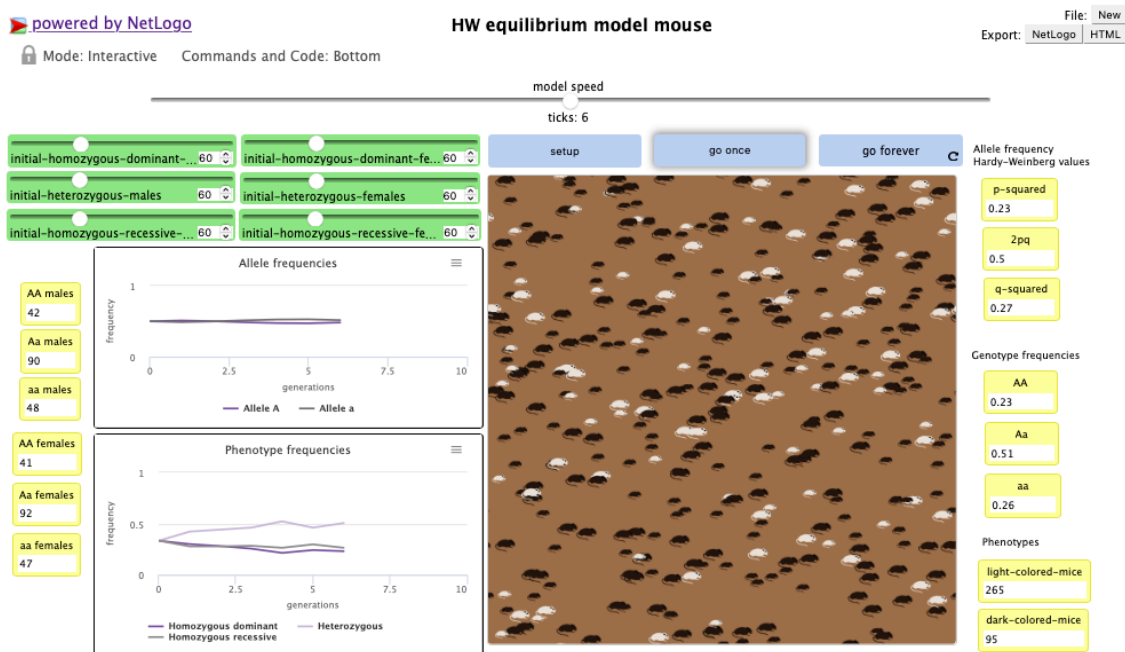 powered by NetLogo
HW equilibrium model mouse
File: New
Export: NetLogo HTML
Mode: Interactive Commands and Code: Bottom
model speed
ticks: 6
initial-homozygous-dominant-... 60
initial-homozygous-dominant-fe... 60
initial-heterozygous-males 60
initial-heterozygous-females 60
initial-homozygous-recessive-... 60
initial-homozygous-recessive-fe... 60
setup
go once
go forever
Allele frequency
Hardy-Weinberg values
p-squared
0.23
2pq
0.5
q-squared
0.27
AA males
42
Aa males
90
aa males
48
AA females
41
Aa females
92
aa females
47
Allele frequencies
frequency
1
0
0 2.5 5 7.5 10
generations
Allele A Allele a
Phenotype frequencies
frequency
1
0.5
0
0 2.5 5 7.5 10
generations
Homozygous dominant Heterozygous
Homozygous recessive
Genotype frequencies
AA
0.23
Aa
0.51
aa
0.26
Phenotypes
light-colored-mice
265
dark-colored-mice
95